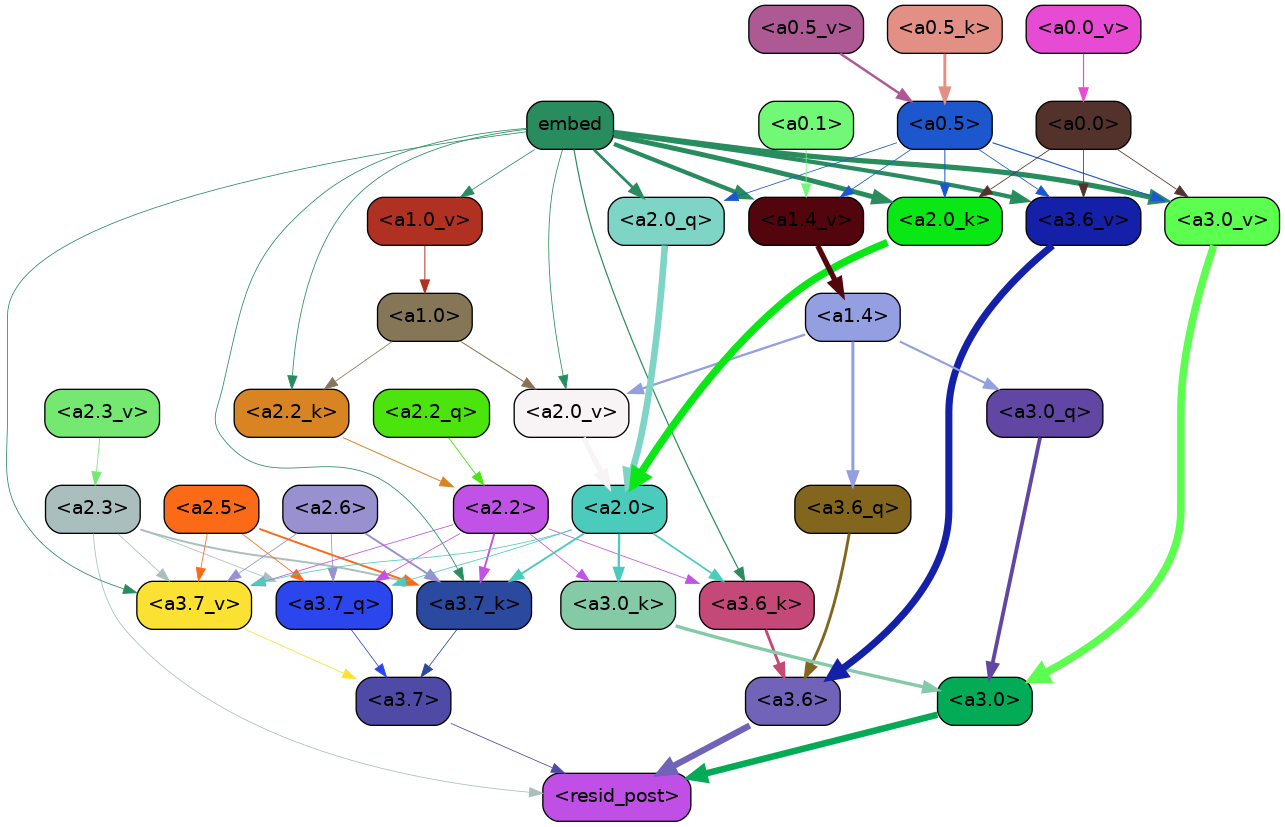 <a0.5_v> <a0.5_k> <a0.0_v>
embed <a0.1> <a0.5> <a0.0>
<a1.0_v> <a2.0_q> <a1.4_v> <a2.0_k> <a3.6_v> <a3.0_v>
<a1.0> <a1.4>
<a2.3_v> <a2.2_k> <a2.2_q> <a2.0_v> <a3.0_q>
<a2.3> <a2.5> <a2.6> <a2.2> <a2.0> <a3.6_q>
<a3.7_v> <a3.7_q> <a3.7_k> <a3.0_k> <a3.6_k>
<a3.7> <a3.6> <a3.0>
<resid_post>